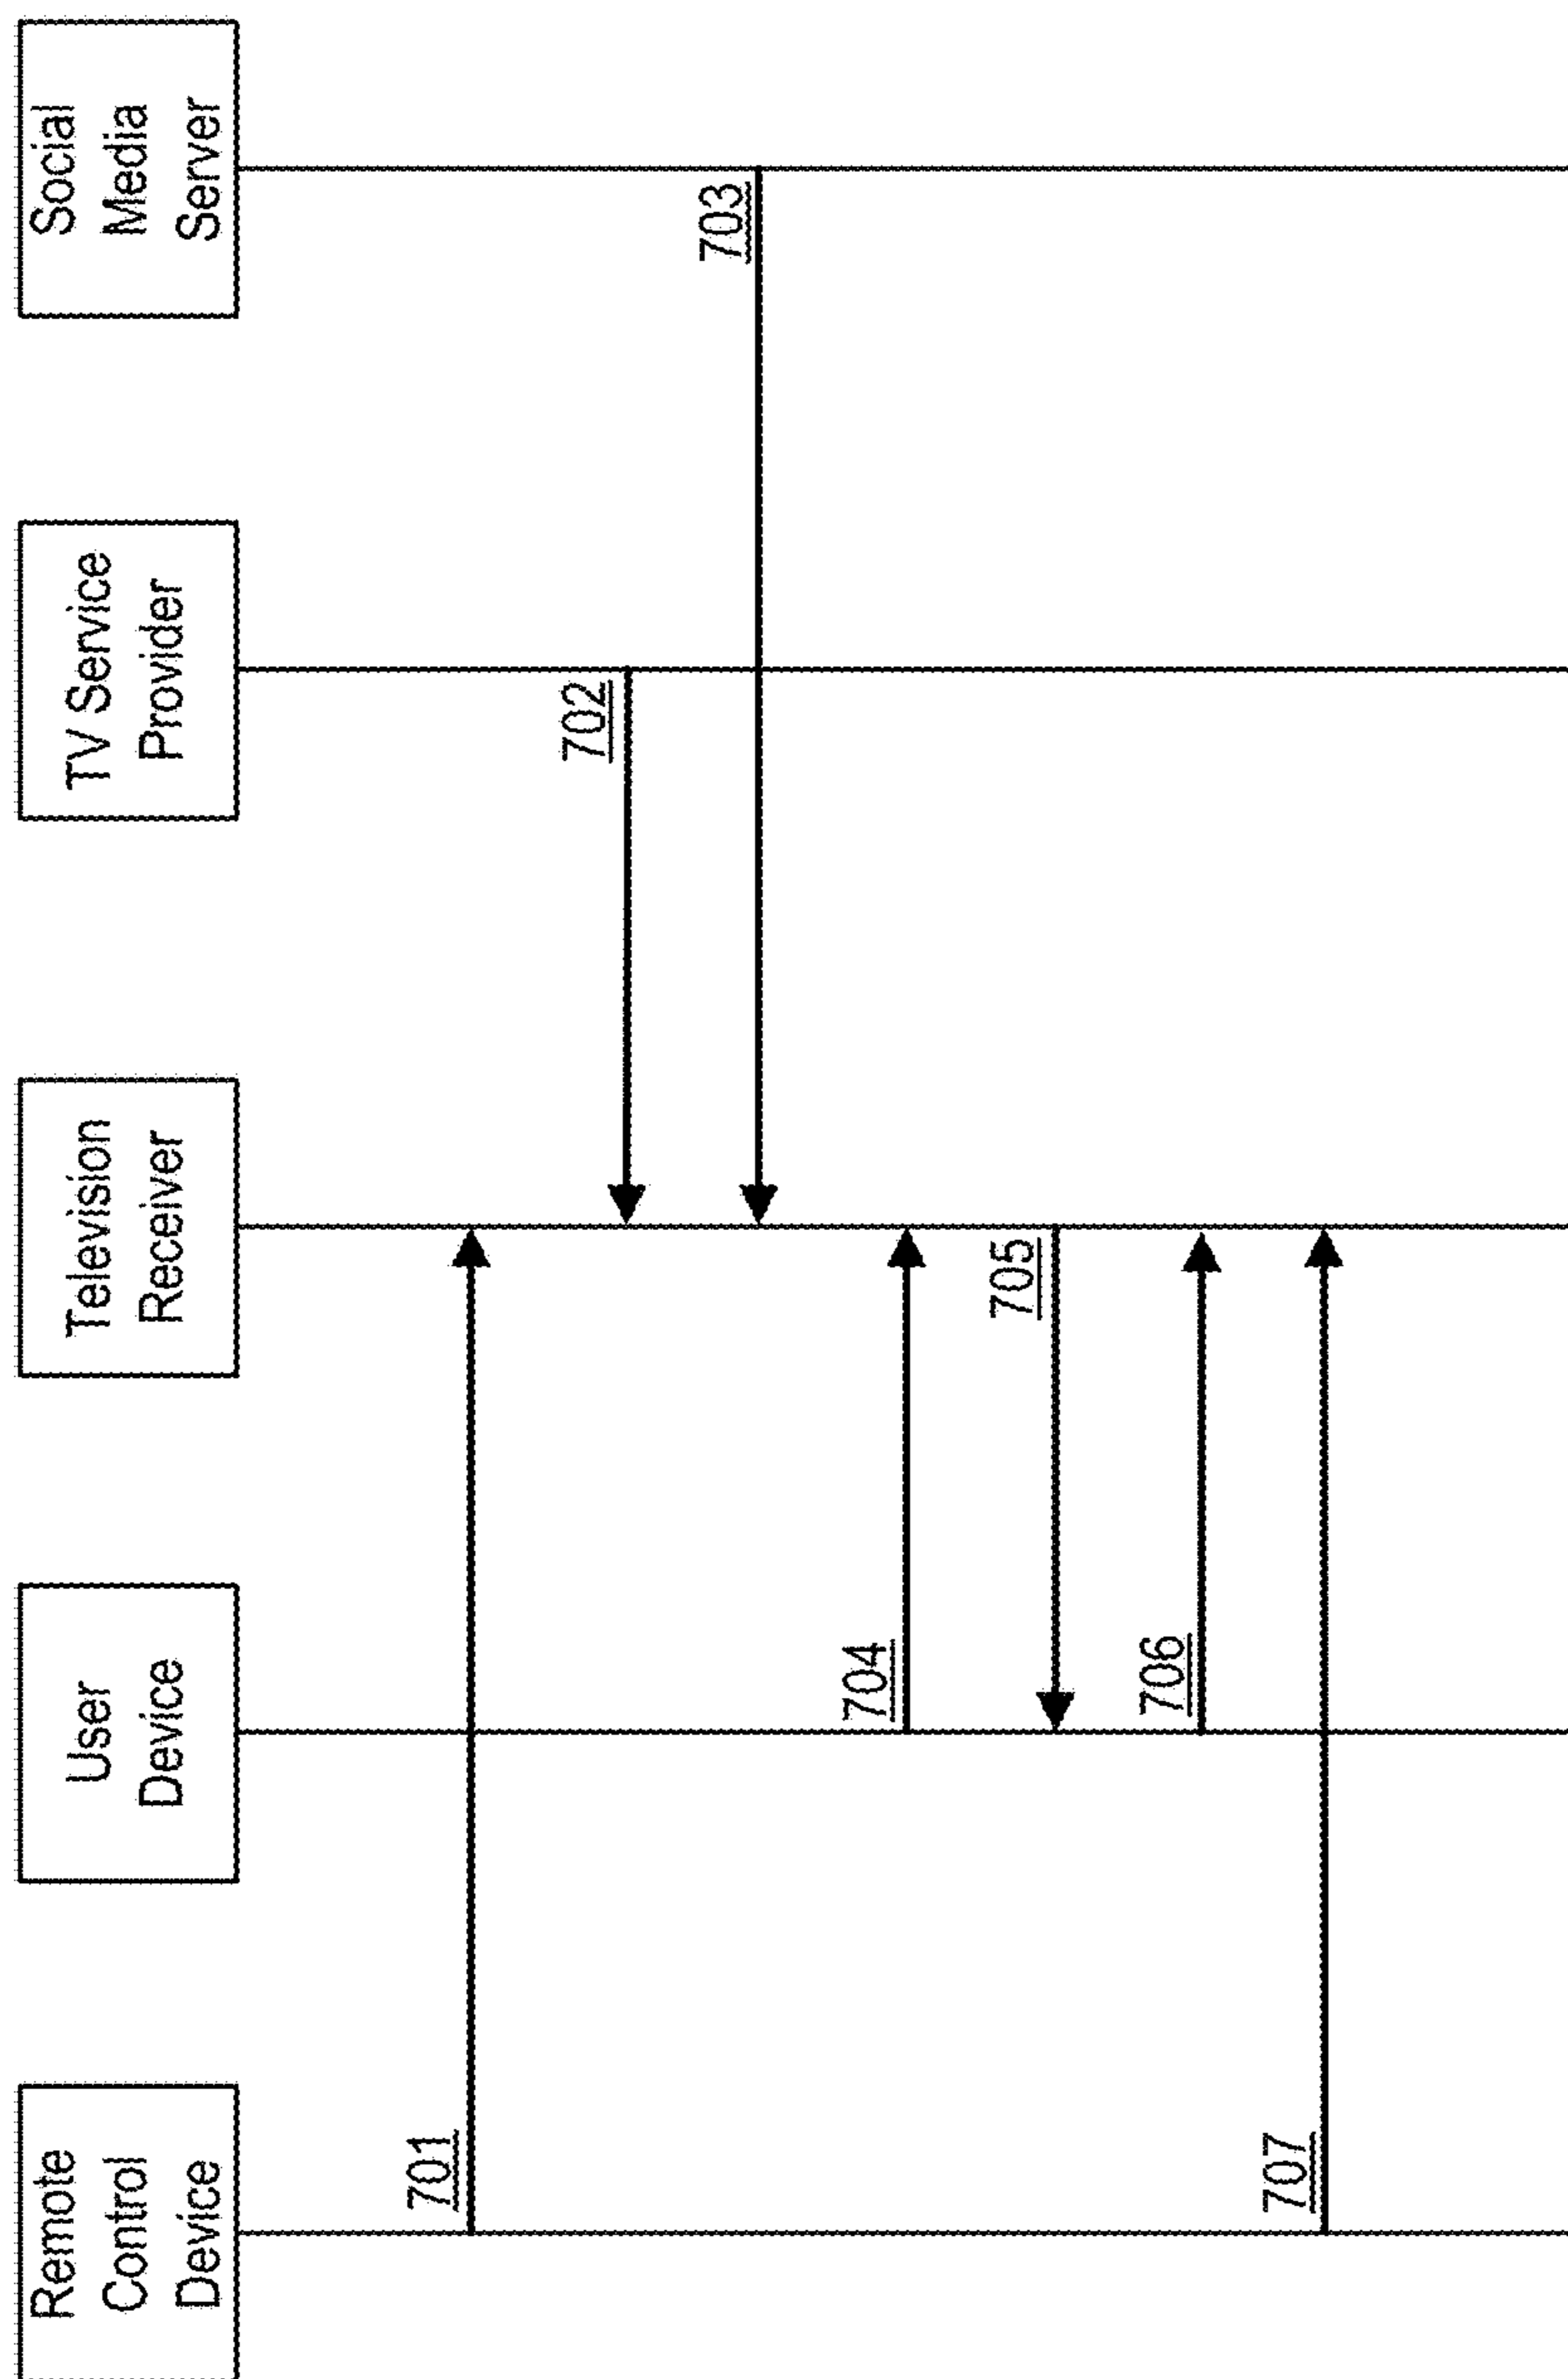 Remote
Control
Device
User
Device
Television
Receiver
TV Service
Provider
Social
Media
Server
701
702
703
704
705
706
707